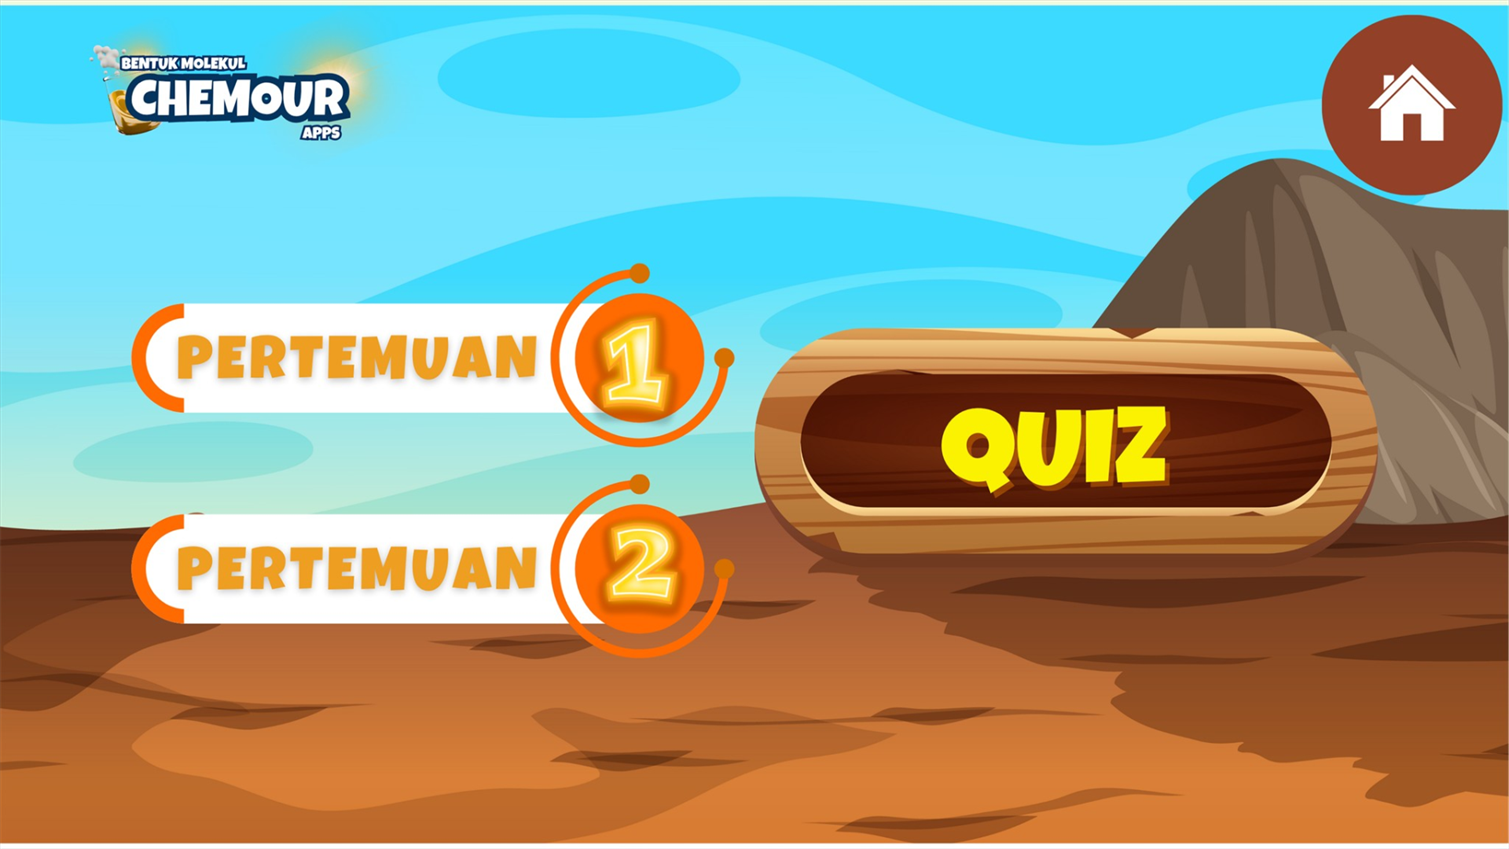 BENTUK MOLEKUL
CHEMOUR
APPS
PERTEMUAN 1
PERTEMUAN 2
QUIZ